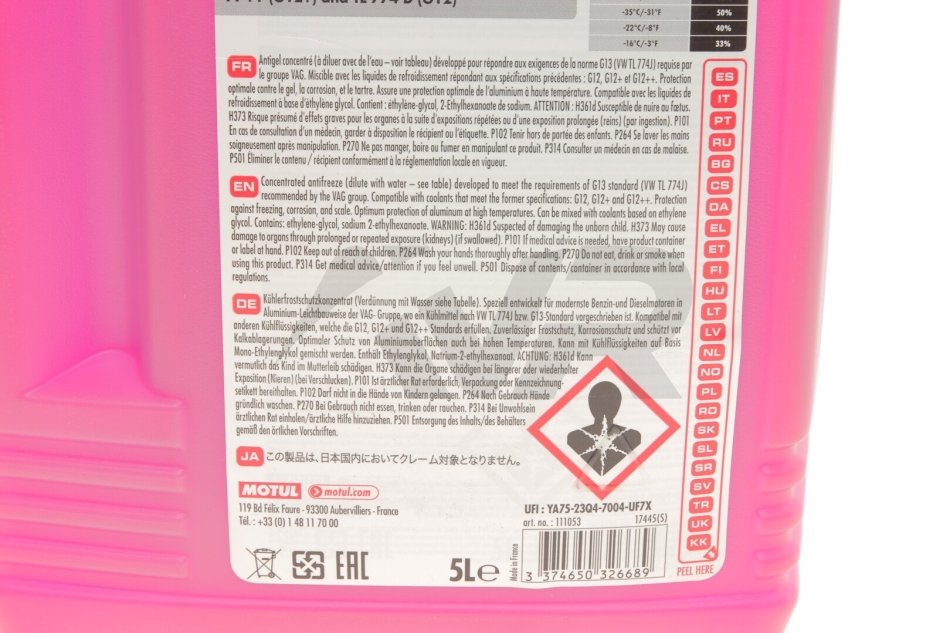 -35°C/-31°F 50%
-22°C/-8°F 40%
-16°C/-3°F 33%
FR Antigel concentré (à diluer avec de l'eau – voir tableau) développé pour répondre aux exigences de la norme G13 (VW TL 774J) requise par
le groupe VAG. Miscible avec les liquides de refroidissement répondant aux spécifications précédentes : G12, G12+ et G12++. Protection
optimale contre le gel, la corrosion, et le tartre. Assure une protection optimale de l'aluminium à haute température. Compatible avec les liquides de
refroidissement à base d'éthylène glycol. Contient : éthylène-glycol, 2-Ethylhexanoate de sodium. ATTENTION : H361d Susceptible de nuire au fœtus.
H373 Risque présumé d'effets graves pour les organes à la suite d'expositions répétées ou d'une exposition prolongée (reins) (par ingestion). P101
En cas de consultation d'un médecin, garder à disposition le récipient ou l'étiquette. P102 Tenir hors de portée des enfants. P264 Se laver les mains
soigneusement après manipulation. P270 Ne pas manger, boire ou fumer en manipulant ce produit. P314 Consulter un médecin en cas de malaise.
P501 Éliminer le contenu / récipient conformément à la réglementation locale en vigueur.
EN Concentrated antifreeze (dilute with water – see table) developed to meet the requirements of G13 standard (VW TL 774J)
recommended by the VAG group. Compatible with coolants that meet the former specifications: G12, G12+ and G12++. Protection
against freezing, corrosion, and scale. Optimum protection of aluminum at high temperatures. Can be mixed with coolants based on ethylene
glycol. Contains: ethylene-glycol, sodium 2-ethylhexanoate. WARNING: H361d Suspected of damaging the unborn child. H373 May cause
damage to organs through prolonged or repeated exposure (kidneys) (if swallowed). P101 If medical advice is needed, have product container
or label at hand. P102 Keep out of reach of children. P264 Wash your hands thoroughly after handling. P270 Do not eat, drink or smoke when
using this product. P314 Get medical advice/attention if you feel unwell. P501 Dispose of contents/container in accordance with local
regulations.
DE Kühlerfrostschutzkonzentrat (Verdünnung mit Wasser siehe Tabelle). Speziell entwickelt für modernste Benzin-und Dieselmotoren in
Aluminium-Leichtbauweise der VAG- Gruppe, wo ein Kühlmittel nach VW TL 774J bzw. G13-Standard vorgeschrieben ist. Kompatibel mit
anderen Kühlflüssigkeiten, welche die G12, G12+ und G12++ Standards erfüllen. Zuverlässiger Frostschutz, Korrosionsschutz und schützt vor
Kalkablagerungen. Optimaler Schutz von Aluminiumoberflächen auch bei hohen Temperaturen. Kann mit Kühlflüssigkeiten auf Basis
Mono-Ethylenglykol gemischt werden. Enthält Ethylenglykol, Natrium-2-ethylhexanoat. ACHTUNG: H361d Kann
vermutlich das Kind im Mutterleib schädigen. H373 Kann die Organe schädigen bei längerer oder wiederholter
Exposition (Nieren) (bei Verschlucken). P101 Ist ärztlicher Rat erforderlich, Verpackung oder Kennzeichnung-
setikett bereithalten. P102 Darf nicht in die Hände von Kindern gelangen. P264 Nach Gebrauch Hände
gründlich waschen. P270 Bei Gebrauch nicht essen, trinken oder rauchen. P314 Bei Unwohlsein
ärztlichen Rat einholen/ärztliche Hilfe hinzuziehen. P501 Entsorgung des Inhalts/des Behälters
gemäß den örtlichen Vorschriften.
JA この製品は、日本国内においてクレーム対象となりません。
MOTUL motul.com
119 Bd Félix Faure - 93300 Aubervilliers - France
Tél. : +33 (0) 1 48 11 70 00
EAC
5L e
UFI : YA75-23Q4-7004-UF7X
art. no. : 111053 17445(S)
Made in France
3 374650 326689
ES
IT
PT
RU
BG
CS
DA
EL
ET
FI
HU
LT
LV
NL
NO
PL
RO
SK
SL
SR
SV
TR
UK
KK
PEEL HERE